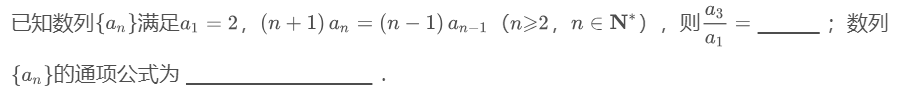 已知数列{aₙ}满足a₁ = 2，(n + 1) aₙ = (n − 1) aₙ₋₁（n⩾2，n ∈ N*），则a₃/a₁ = ______；数列
{aₙ}的通项公式为 __________________．